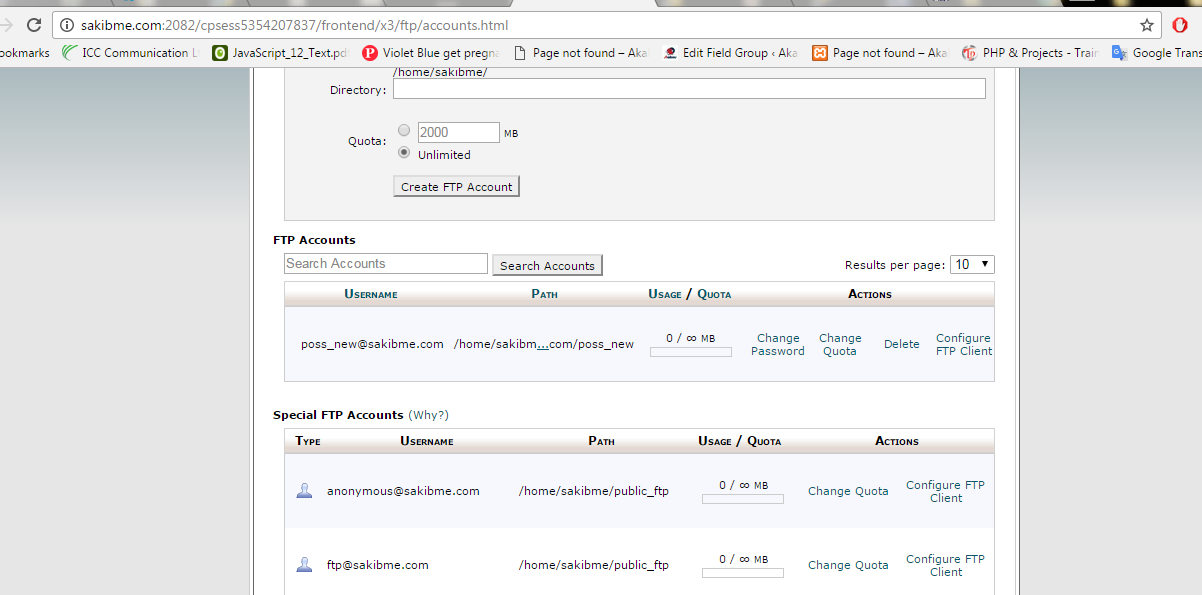 sakibme.com:2082/cpsess5354207837/frontend/x3/ftp/accounts.html
ookmarks ICC Communication L JavaScript_12_Text.pd Violet Blue get pregna Page not found – Aka Edit Field Group ‹ Aka Page not found – Aka PHP & Projects - Train Google Trans
/home/sakibme/
Directory:
Quota: 2000 MB
Unlimited
Create FTP Account
FTP Accounts
Search Accounts Search Accounts Results per page: 10
Username Path Usage / Quota Actions
poss_new@sakibme.com /home/sakibm...com/poss_new 0 / ∞ MB Change Password Change Quota Delete Configure FTP Client
Special FTP Accounts (Why?)
Type Username Path Usage / Quota Actions
anonymous@sakibme.com /home/sakibme/public_ftp 0 / ∞ MB Change Quota Configure FTP Client
ftp@sakibme.com /home/sakibme/public_ftp 0 / ∞ MB Change Quota Configure FTP Client